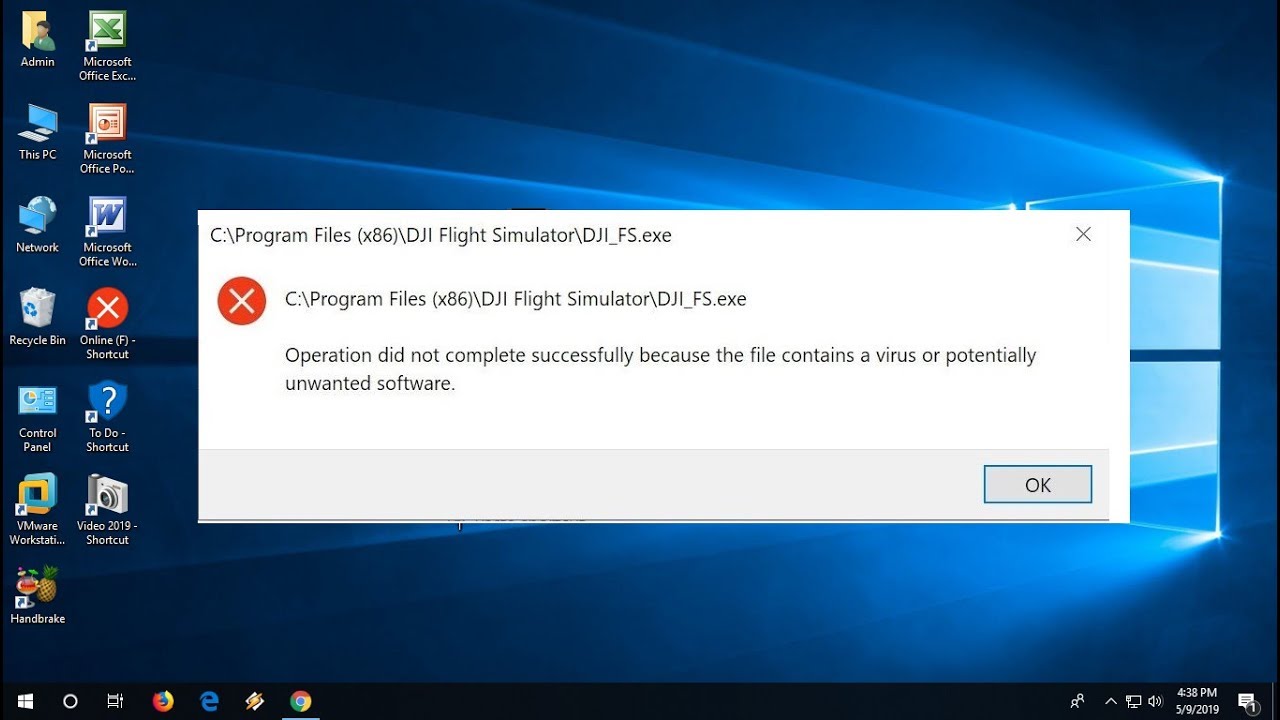 Admin
Microsoft
Office Exc...
This PC
Microsoft
Office Po...
Network
Microsoft
Office Wo...
Recycle Bin
Online (F) -
Shortcut
Control
Panel
To Do -
Shortcut
VMware
Workstati...
Video 2019 -
Shortcut
Handbrake
C:\Program Files (x86)\DJI Flight Simulator\DJI_FS.exe
C:\Program Files (x86)\DJI Flight Simulator\DJI_FS.exe
Operation did not complete successfully because the file contains a virus or potentially
unwanted software.
OK
4:38 PM
5/9/2019
1